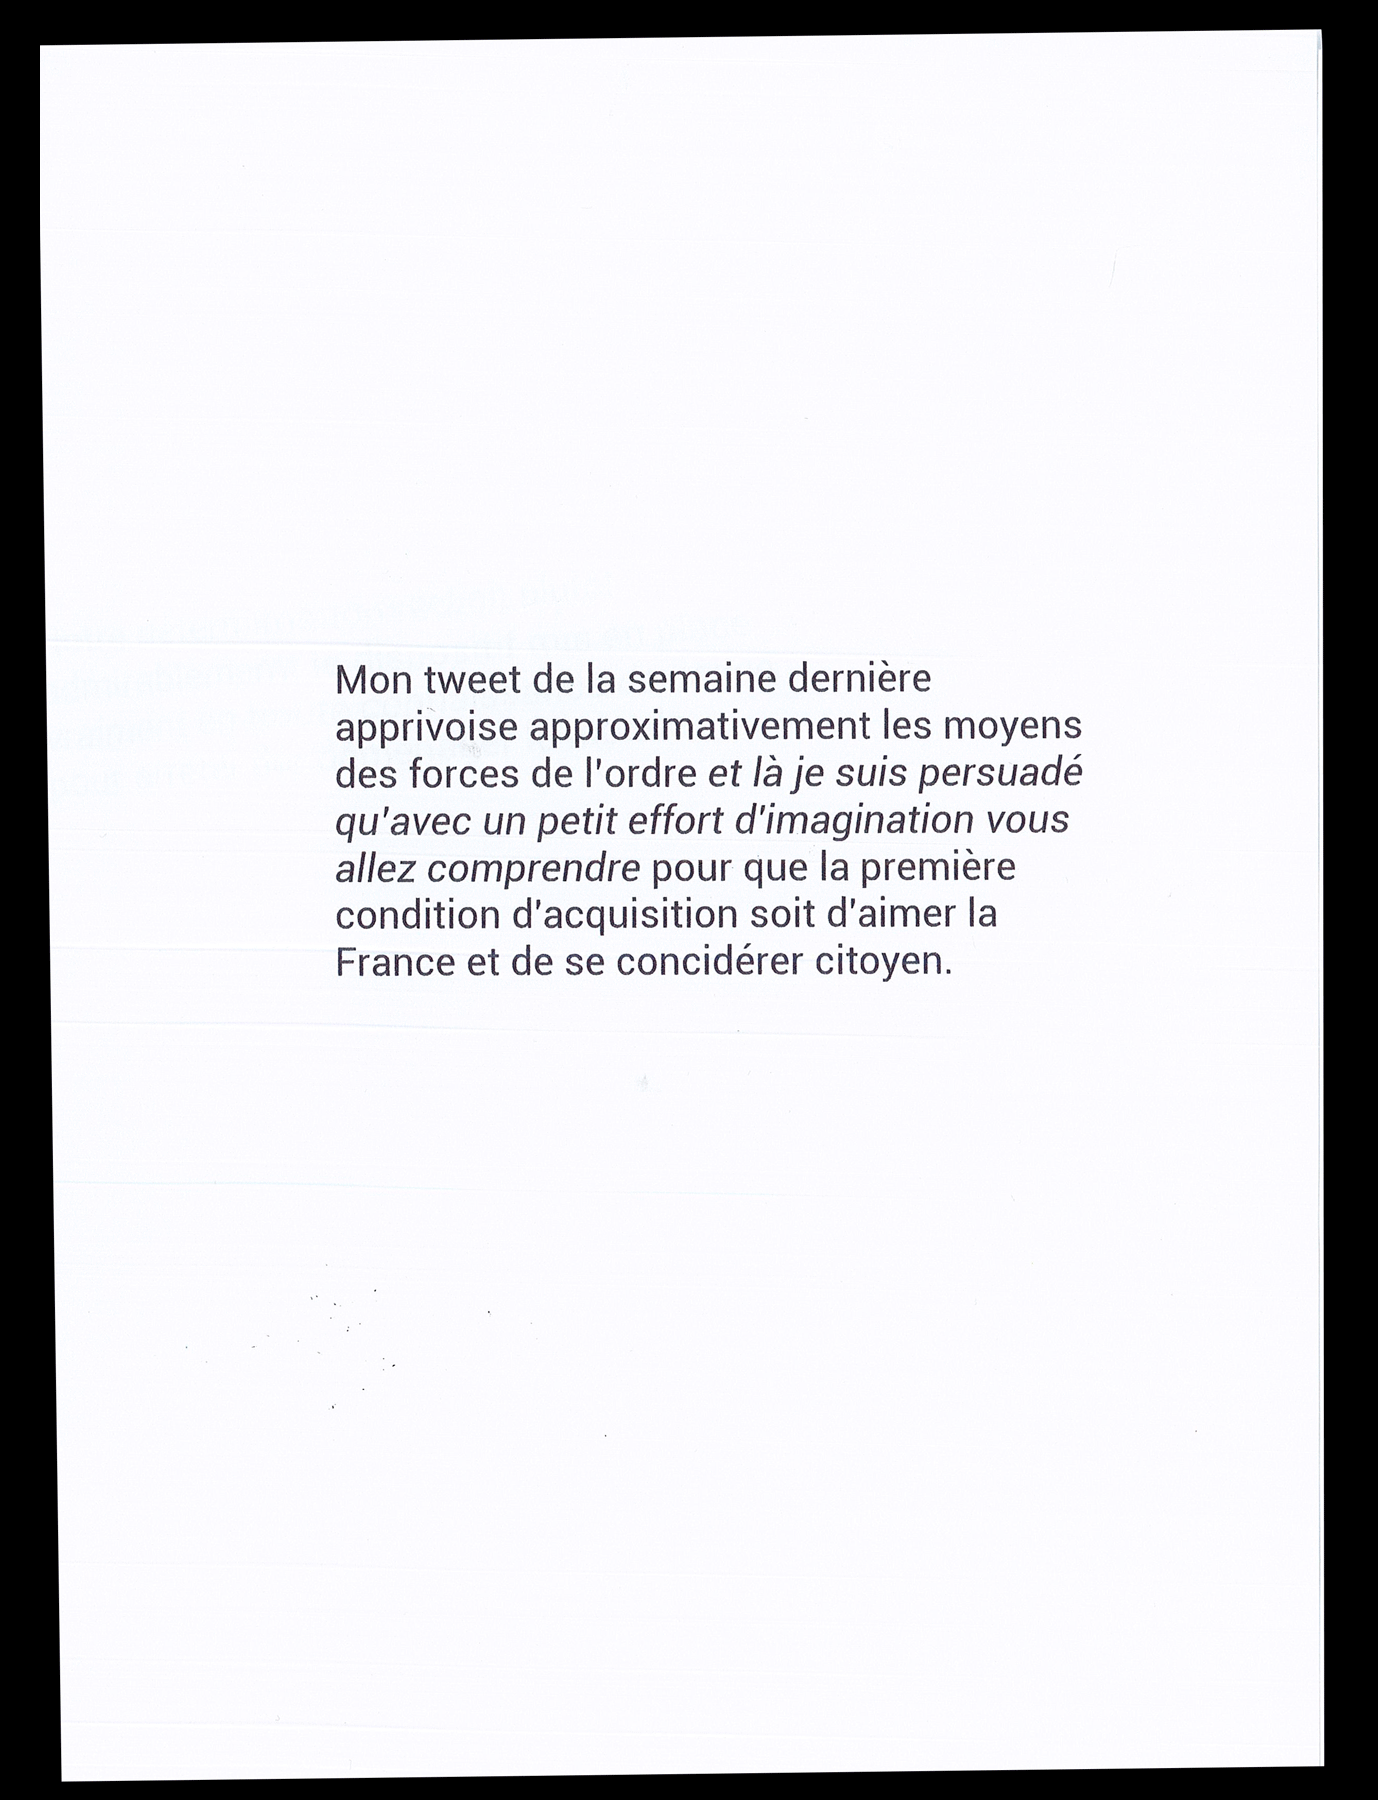 Mon tweet de la semaine dernière
apprivoise approximativement les moyens
des forces de l'ordre et là je suis persuadé
qu'avec un petit effort d'imagination vous
allez comprendre pour que la première
condition d'acquisition soit d'aimer la
France et de se concidérer citoyen.